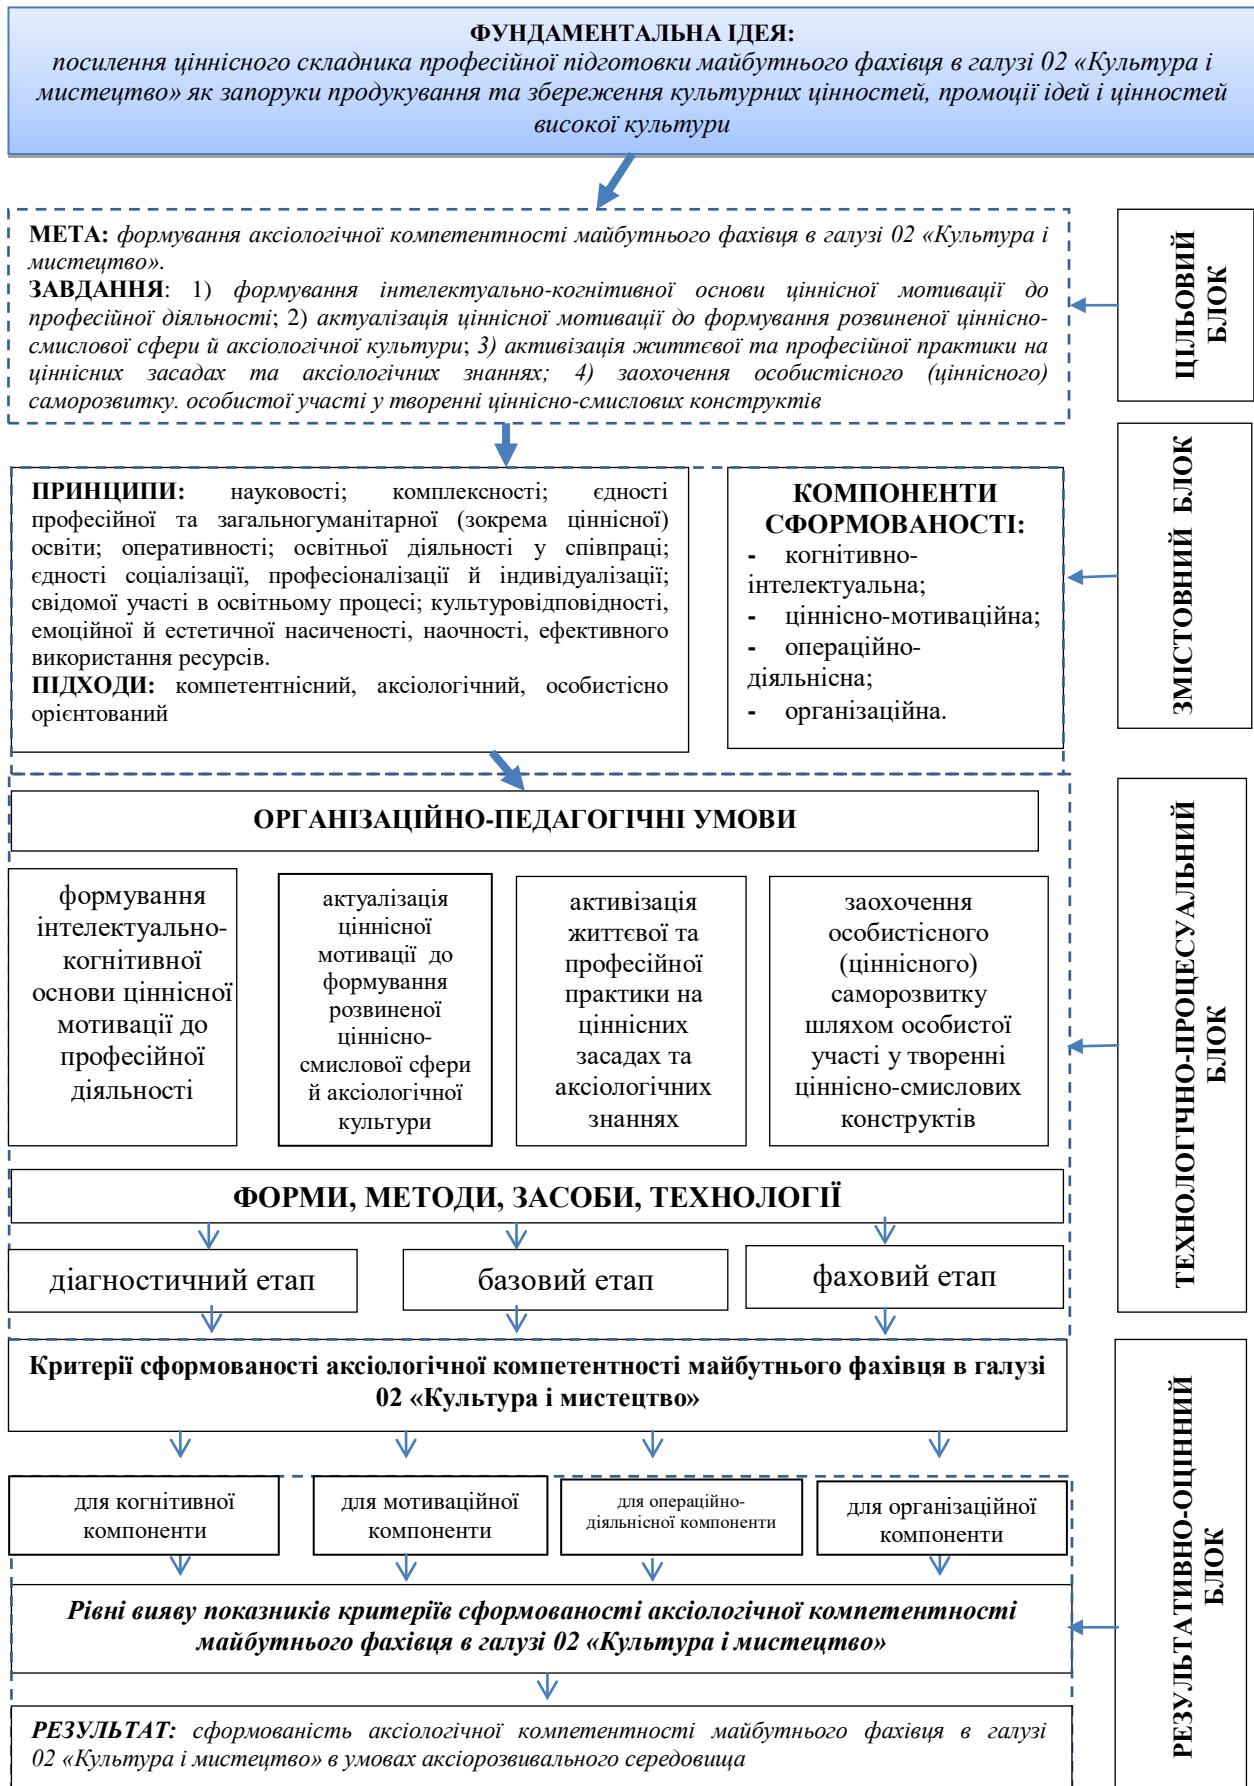 ФУНДАМЕНТАЛЬНА ІДЕЯ:
посилення ціннісного складника професійної підготовки майбутнього фахівця в галузі 02 «Культура і
мистецтво» як запоруки продукування та збереження культурних цінностей, промоції ідей і цінностей
високої культури
МЕТА: формування аксіологічної компетентності майбутнього фахівця в галузі 02 «Культура і
мистецтво».
ЗАВДАННЯ: 1) формування інтелектуально-когнітивної основи ціннісної мотивації до
професійної діяльності; 2) актуалізація ціннісної мотивації до формування розвиненої ціннісно-
смислової сфери й аксіологічної культури; 3) активізація життєвої та професійної практики на
ціннісних засадах та аксіологічних знаннях; 4) заохочення особистісного (ціннісного)
саморозвитку. особистої участі у творенні ціннісно-смислових конструктів
ЦІЛЬОВИЙ
БЛОК
ПРИНЦИПИ: науковості; комплексності; єдності
професійної та загальногуманітарної (зокрема ціннісної)
освіти; оперативності; освітньої діяльності у співпраці;
єдності соціалізації, професіоналізації й індивідуалізації;
свідомої участі в освітньому процесі; культуровідповідності,
емоційної й естетичної насиченості, наочності, ефективного
використання ресурсів.
ПІДХОДИ: компетентнісний, аксіологічний, особистісно
орієнтований
КОМПОНЕНТИ
СФОРМОВАНОСТІ:
- когнітивно-
інтелектуальна;
- ціннісно-мотиваційна;
- операційно-
діяльнісна;
- організаційна.
ЗМІСТОВНИЙ БЛОК
ОРГАНІЗАЦІЙНО-ПЕДАГОГІЧНІ УМОВИ
формування
інтелектуально-
когнітивної
основи ціннісної
мотивації до
професійної
діяльності
актуалізація
ціннісної
мотивації до
формування
розвиненої
ціннісно-
смислової сфери
й аксіологічної
культури
активізація
життєвої та
професійної
практики на
ціннісних
засадах та
аксіологічних
знаннях
заохочення
особистісного
(ціннісного)
саморозвитку
шляхом особистої
участі у творенні
ціннісно-смислових
конструктів
ФОРМИ, МЕТОДИ, ЗАСОБИ, ТЕХНОЛОГІЇ
діагностичний етап
базовий етап
фаховий етап
ТЕХНОЛОГІЧНО-ПРОЦЕСУАЛЬНИЙ
БЛОК
Критерії сформованості аксіологічної компетентності майбутнього фахівця в галузі
02 «Культура і мистецтво»
для когнітивної
компоненти
для мотиваційної
компоненти
для операційно-
діяльнісної компоненти
для організаційної
компоненти
Рівні вияву показників критеріїв сформованості аксіологічної компетентності
майбутнього фахівця в галузі 02 «Культура і мистецтво»
РЕЗУЛЬТАТ: сформованість аксіологічної компетентності майбутнього фахівця в галузі
02 «Культура і мистецтво» в умовах аксіорозвивального середовища
РЕЗУЛЬТАТИВНО-ОЦІННИЙ
БЛОК